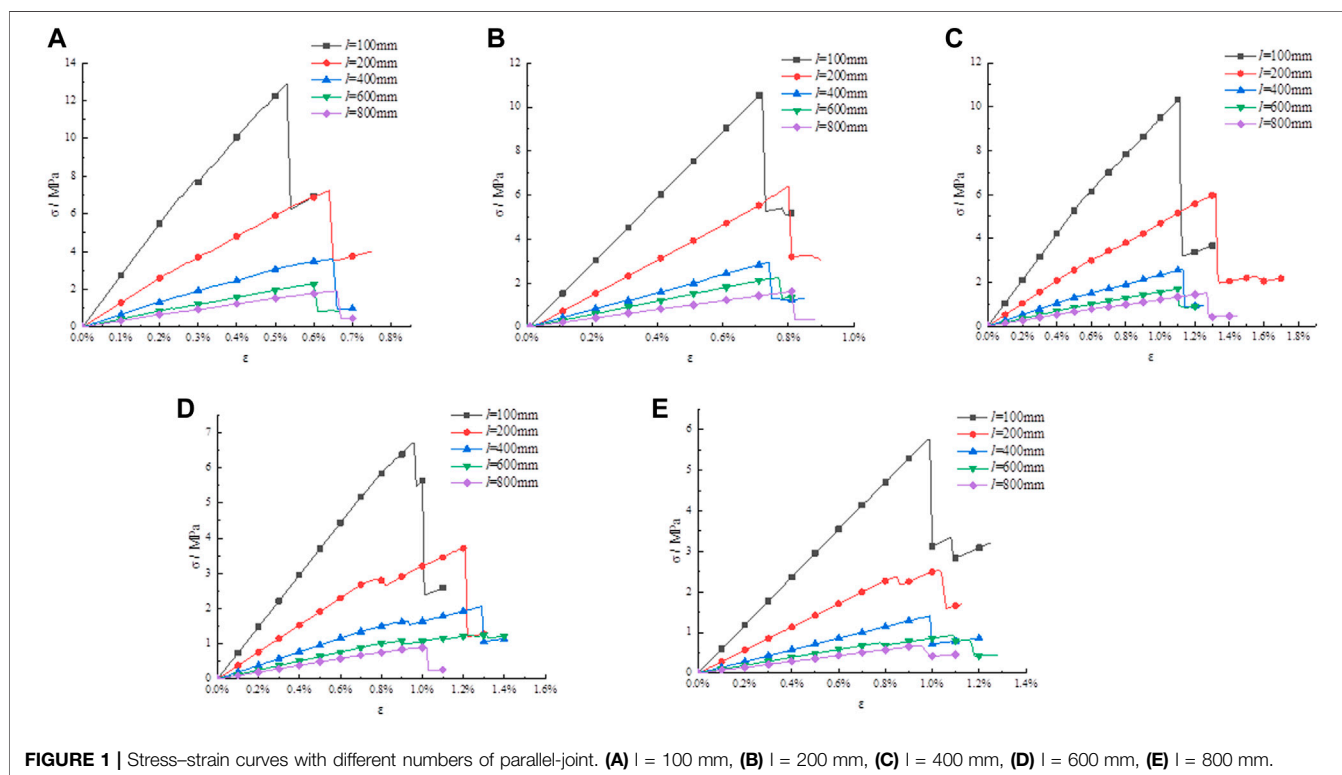 A
l=100mm
l=200mm
l=400mm
l=600mm
l=800mm
14
12
10
8
6
4
2
0
σ / MPa
0.0% 0.1% 0.2% 0.3% 0.4% 0.5% 0.6% 0.7% 0.8%
ε
B
l=100mm
l=200mm
l=400mm
l=600mm
l=800mm
12
10
8
6
4
2
0
σ / MPa
0.0% 0.2% 0.4% 0.6% 0.8% 1.0%
ε
C
l=100mm
l=200mm
l=400mm
l=600mm
l=800mm
12
10
8
6
4
2
0
σ / MPa
0.0% 0.2% 0.4% 0.6% 0.8% 1.0% 1.2% 1.4% 1.6% 1.8%
ε
D
l=100mm
l=200mm
l=400mm
l=600mm
l=800mm
7
6
5
4
3
2
1
0
σ / MPa
0.0% 0.2% 0.4% 0.6% 0.8% 1.0% 1.2% 1.4% 1.6%
ε
E
l=100mm
l=200mm
l=400mm
l=600mm
l=800mm
6
5
4
3
2
1
0
σ / MPa
0.0% 0.2% 0.4% 0.6% 0.8% 1.0% 1.2% 1.4%
ε
FIGURE 1 | Stress–strain curves with different numbers of parallel-joint. (A) l = 100 mm, (B) l = 200 mm, (C) l = 400 mm, (D) l = 600 mm, (E) l = 800 mm.